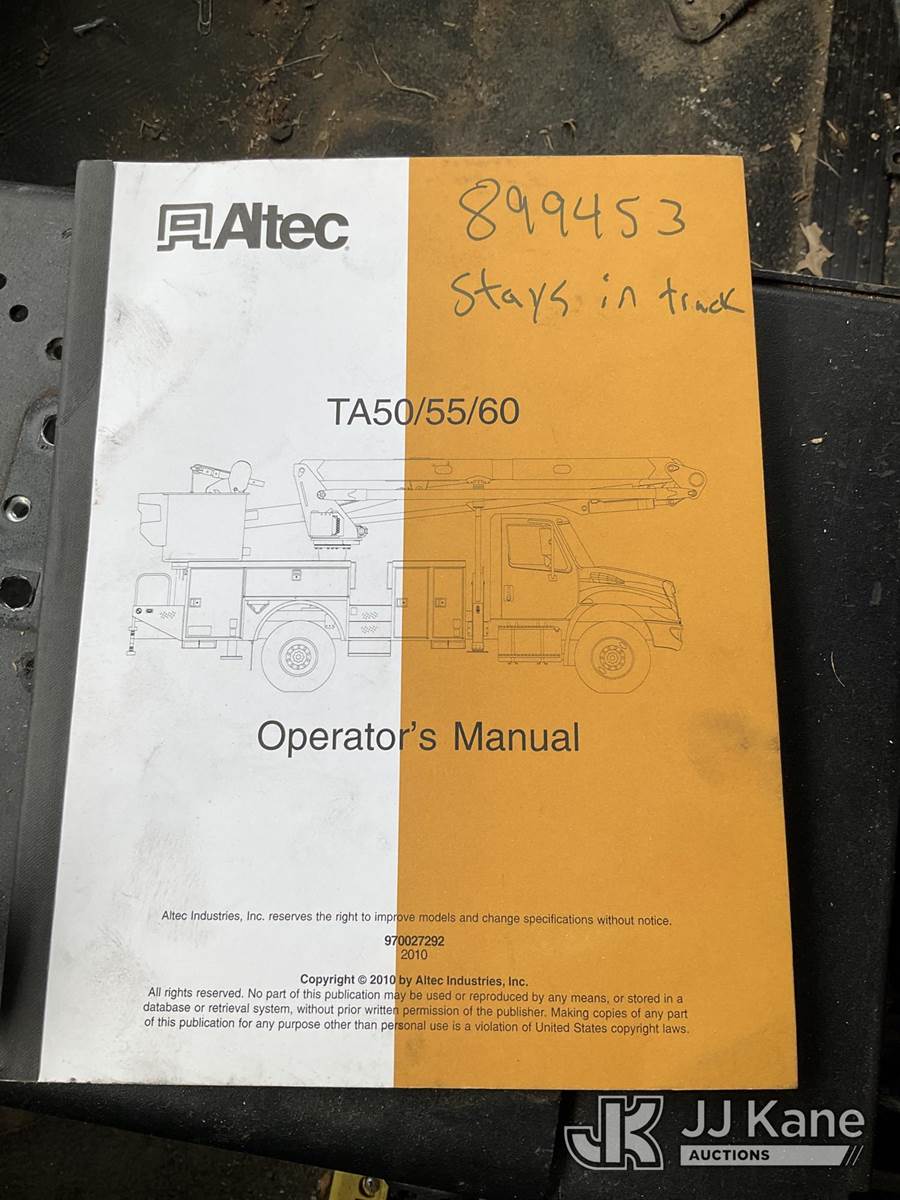 Altec
899453
Stays in truck
TA50/55/60
Operator's Manual
Altec Industries, Inc. reserves the right to improve models and change specifications without notice.
970027292
2010
Copyright © 2010 by Altec Industries, Inc.
All rights reserved. No part of this publication may be used or reproduced by any means, or stored in a
database or retrieval system, without prior written permission of the publisher. Making copies of any part
of this publication for any purpose other than personal use is a violation of United States copyright laws.
JK JJ Kane
AUCTIONS